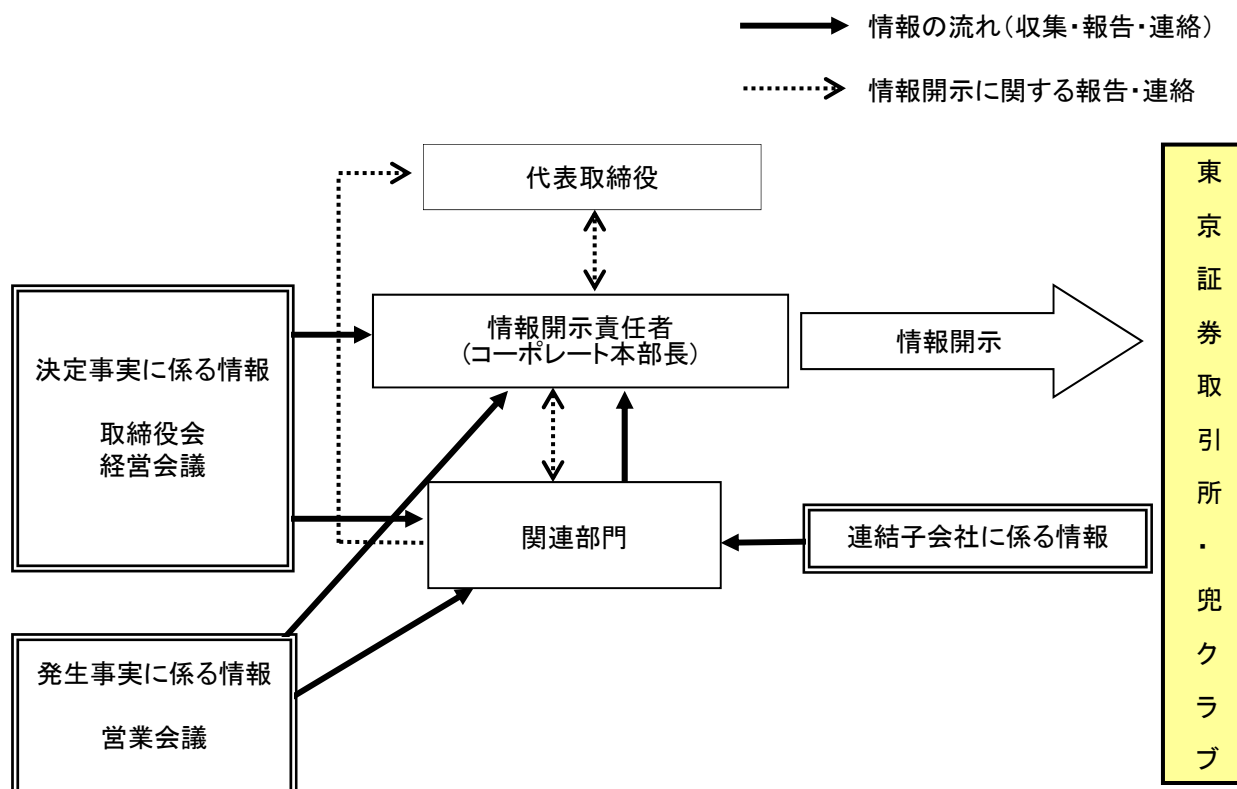 情報の流れ(収集・報告・連絡)
情報開示に関する報告・連絡
代表取締役
情報開示責任者
(コーポレート本部長)
情報開示
決定事実に係る情報
取締役会
経営会議
関連部門
連結子会社に係る情報
発生事実に係る情報
営業会議
東京証券取引所・兜クラブ